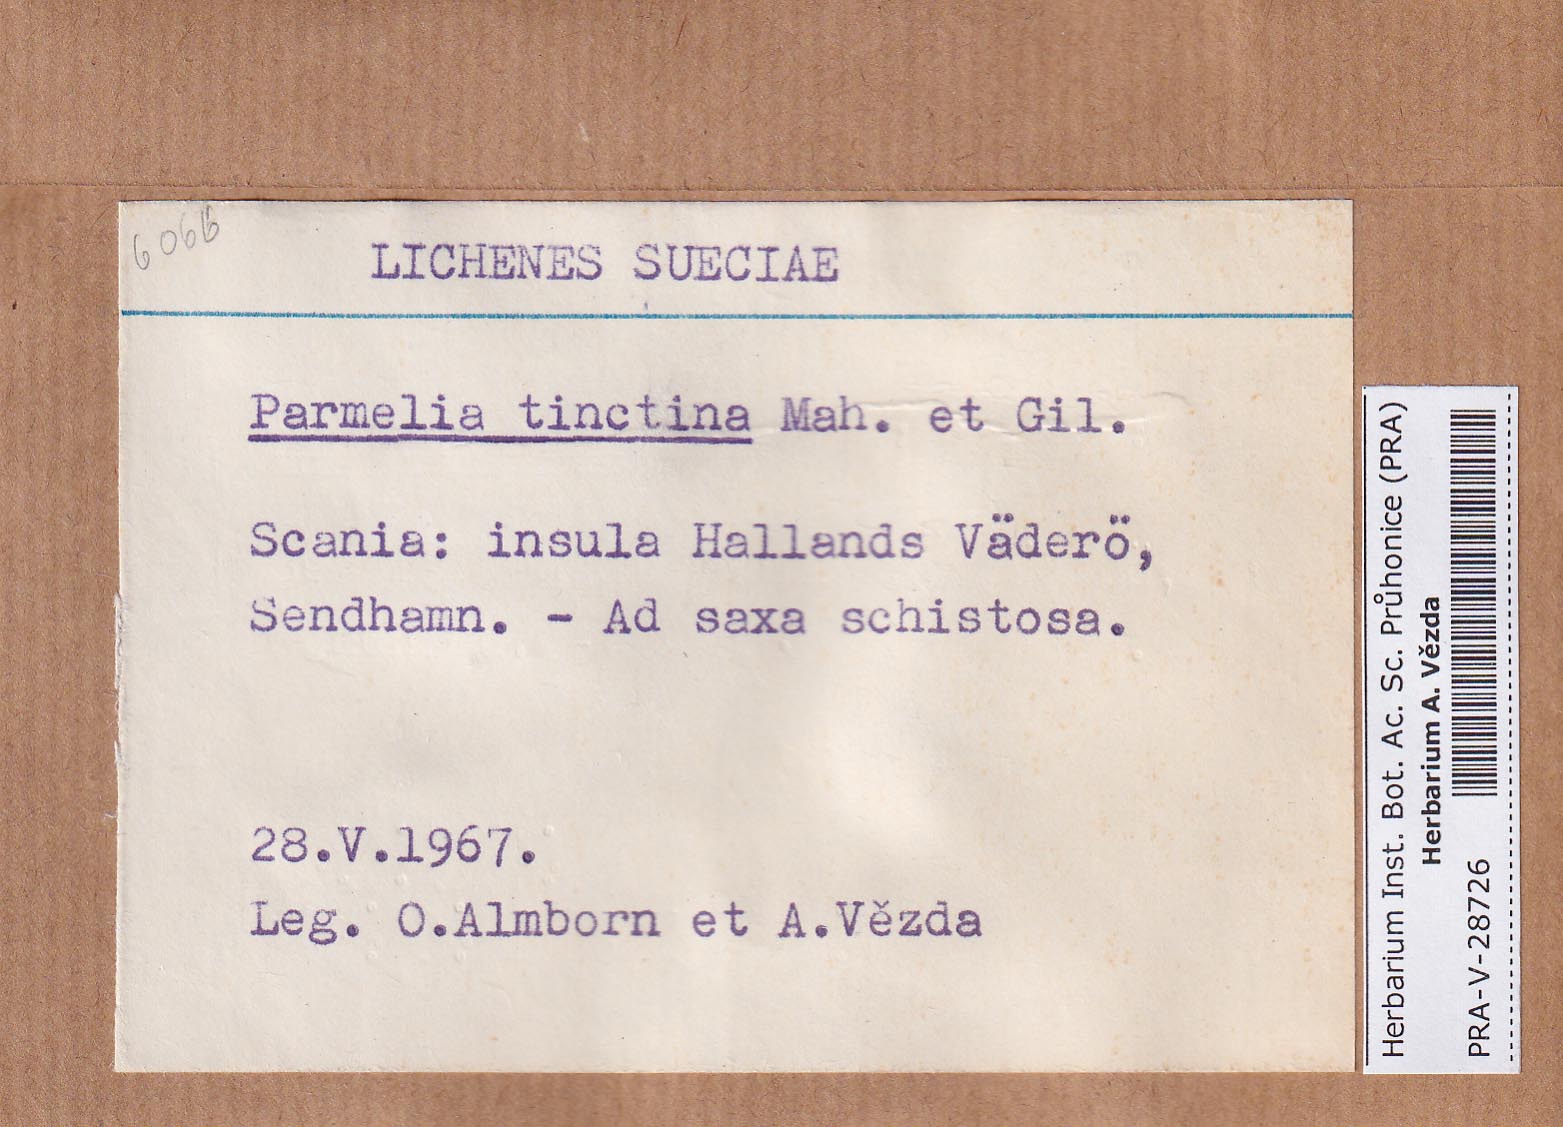 LICHENES SUECIAE
Parmelia tinctina Mah. et Gil.
Scania: insula Hallands Väderö,
Sendhamn. - Ad saxa schistosa.
28.V.1967.
Leg. O.Almborn et A.Vězda
Herbarium Inst. Bot. Ac. Sc. Průhonice (PRA)
Herbarium A. Vězda
PRA-V-28726